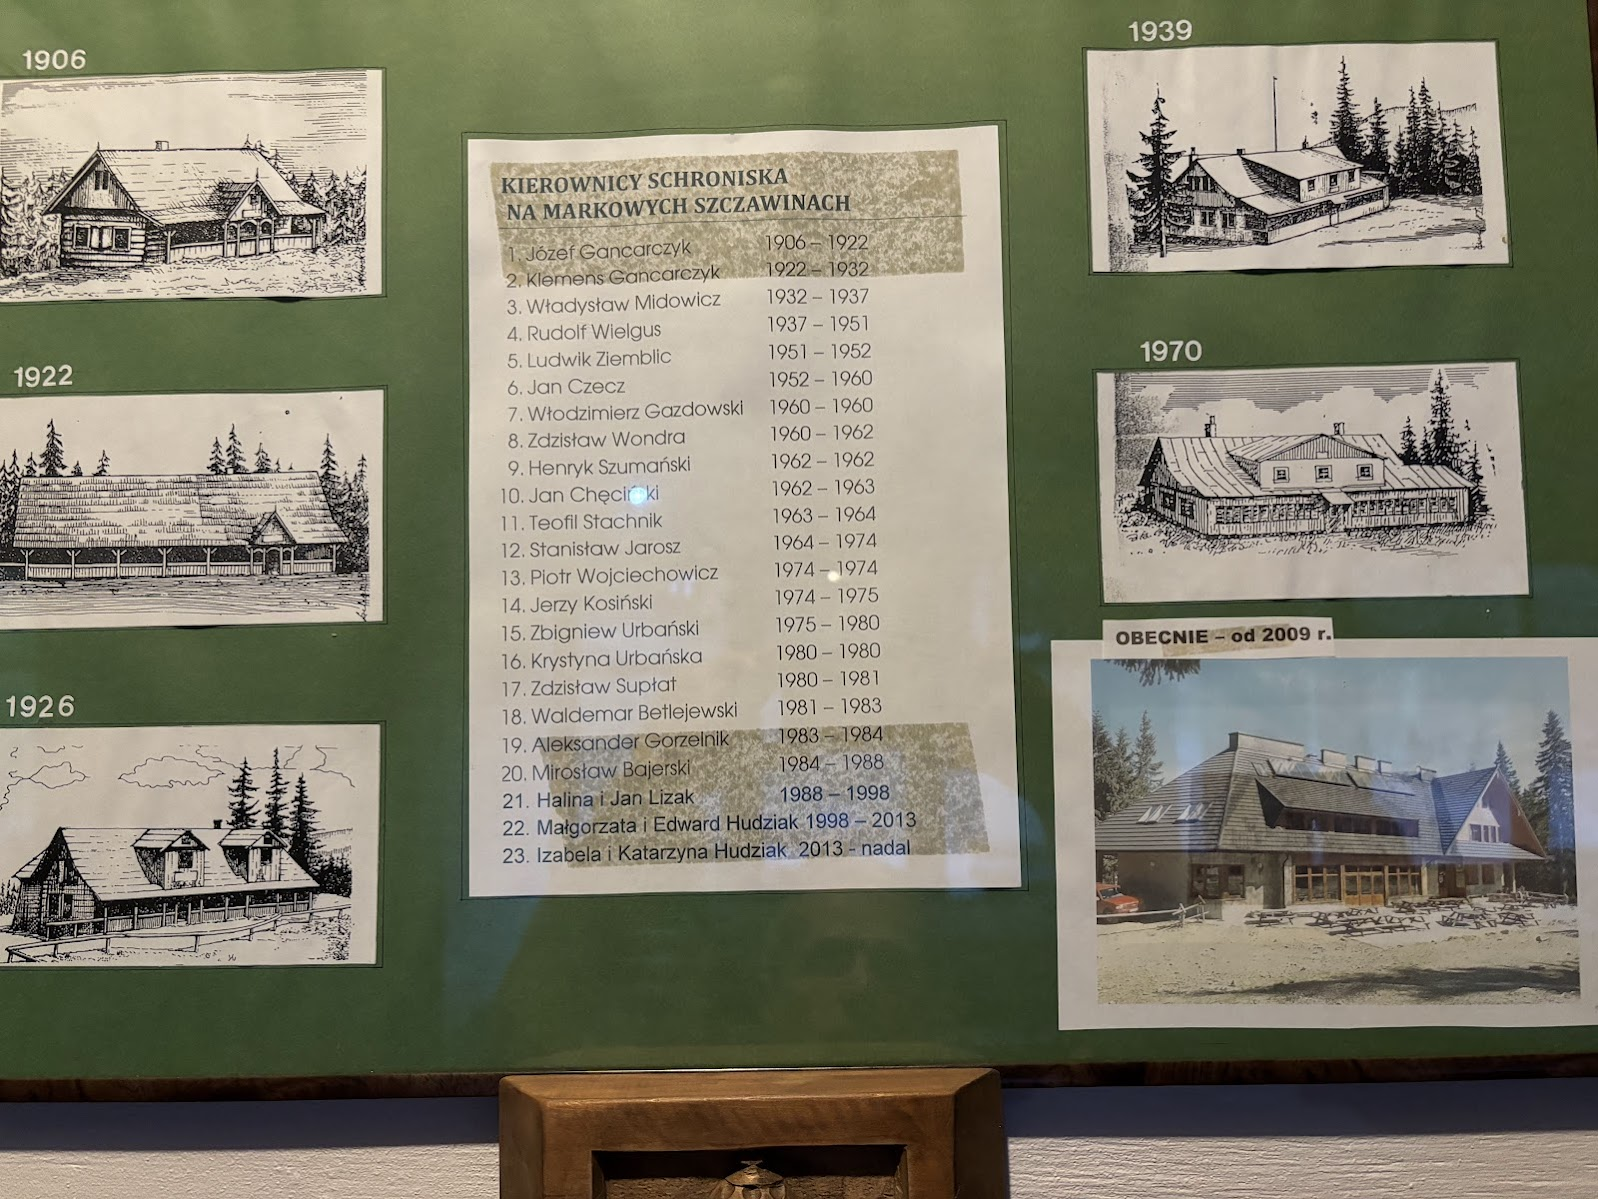 1906
1922
1926
KIEROWNICY SCHRONISKA
NA MARKOWYCH SZCZAWINACH
1. Józef Gancarczyk 1906 – 1922
2. Klemens Gancarczyk 1922 – 1932
3. Władysław Midowicz 1932 – 1937
4. Rudolf Wielgus 1937 – 1951
5. Ludwik Ziemblic 1951 – 1952
6. Jan Czecz 1952 – 1960
7. Włodzimierz Gazdowski 1960 – 1960
8. Zdzisław Wondra 1960 – 1962
9. Henryk Szumański 1962 – 1962
10. Jan 1962 – 1963
11. Teofil Stachnik 1963 – 1964
12. Stanisław Jarosz 1964 – 1974
13. Piotr Wojciechowicz 1974 – 1974
14. Jerzy Kosiński 1974 – 1975
15. Zbigniew Urbański 1975 – 1980
16. Krystyna Urbańska 1980 – 1980
17. Zdzisław Supłat 1980 – 1981
18. Waldemar Betlejewski 1981 – 1983
19. Aleksander Gorzelnik 1983 – 1984
20. Mirosław Bajerski 1984 – 1988
21. Halina i Jan Lizak 1988 – 1998
22. Małgorzata i Edward Hudziak 1998 – 2013
23. Izabela i Katarzyna Hudziak 2013 - nadal
1939
1970
OBECNIE – od 2009 r.